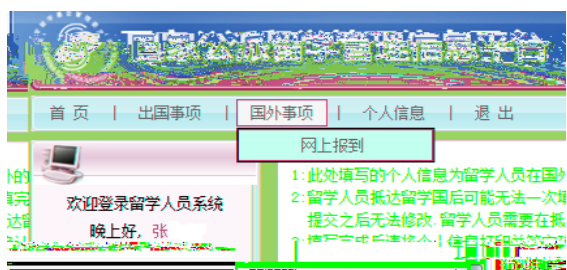 国家公派留学管理信息平台
首 页 | 出国事项 | 国外事项 | 个人信息 | 退 出
网上报到
欢迎登录留学人员系统
晚上好, 张
1:此处填写的个人信息为留学人员在国外
2:留学人员抵达留学国后可能无法一次填
提交之后无法修改.留学人员需要在抵